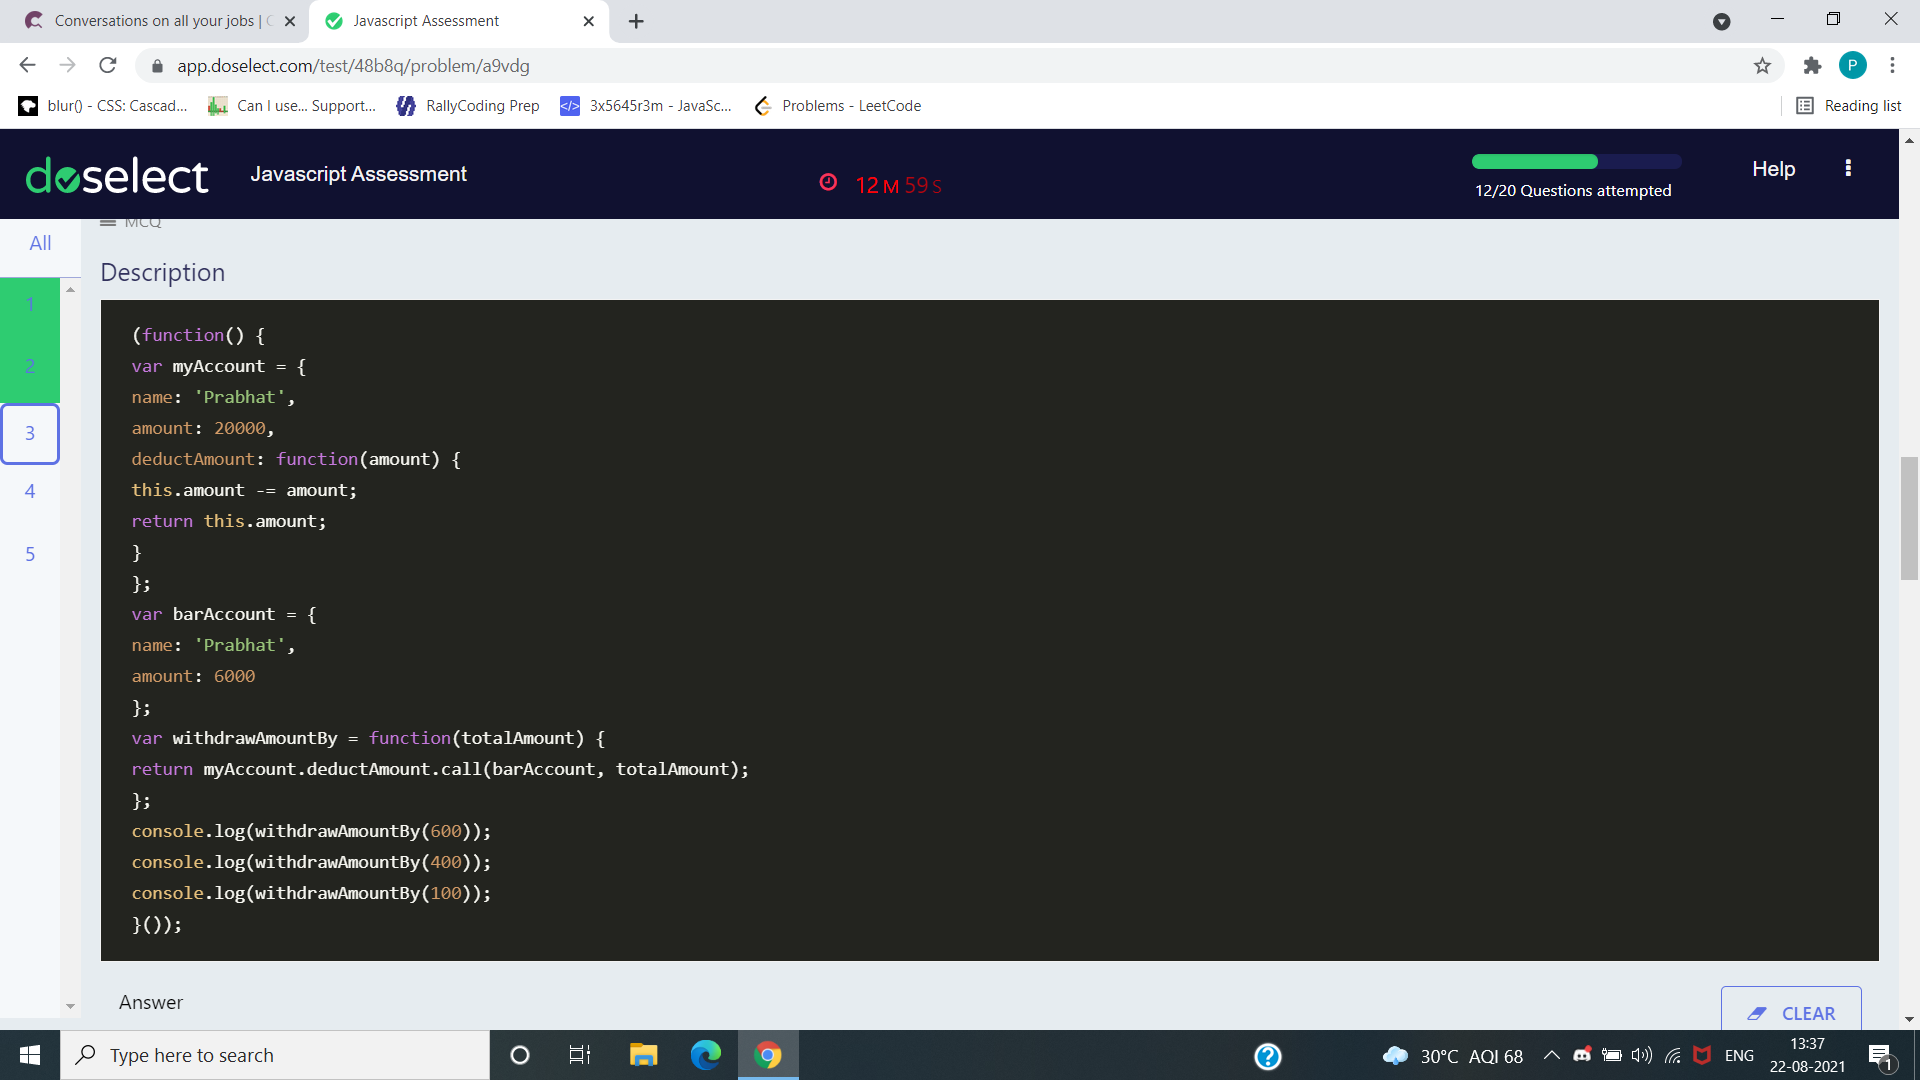 Conversations on all your jobs | C
Javascript Assessment
app.doselect.com/test/48b8q/problem/a9vdg
P
blur() - CSS: Cascad...
Can I use... Support...
RallyCoding Prep
3x5645r3m - JavaSc...
Problems - LeetCode
Reading list
doselect
Javascript Assessment
12 M 59 S
12/20 Questions attempted
Help
MCQ
All
1
2
3
4
5
Description
(function() {
var myAccount = {
name: 'Prabhat',
amount: 20000,
deductAmount: function(amount) {
this.amount -= amount;
return this.amount;
}
};
var barAccount = {
name: 'Prabhat',
amount: 6000
};
var withdrawAmountBy = function(totalAmount) {
return myAccount.deductAmount.call(barAccount, totalAmount);
};
console.log(withdrawAmountBy(600));
console.log(withdrawAmountBy(400));
console.log(withdrawAmountBy(100));
}());
Answer
CLEAR
Type here to search
30°C AQI 68
ENG
13:37
22-08-2021
1